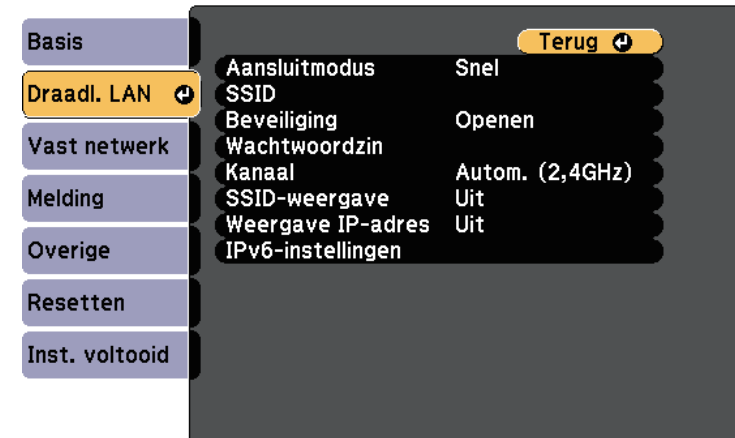 Basis
Draadl. LAN
Vast netwerk
Melding
Overige
Resetten
Inst. voltooid
Terug
Aansluitmodus Snel
SSID
Beveiliging Openen
Wachtwoordzin
Kanaal Autom. (2,4GHz)
SSID-weergave Uit
Weergave IP-adres Uit
IPv6-instellingen